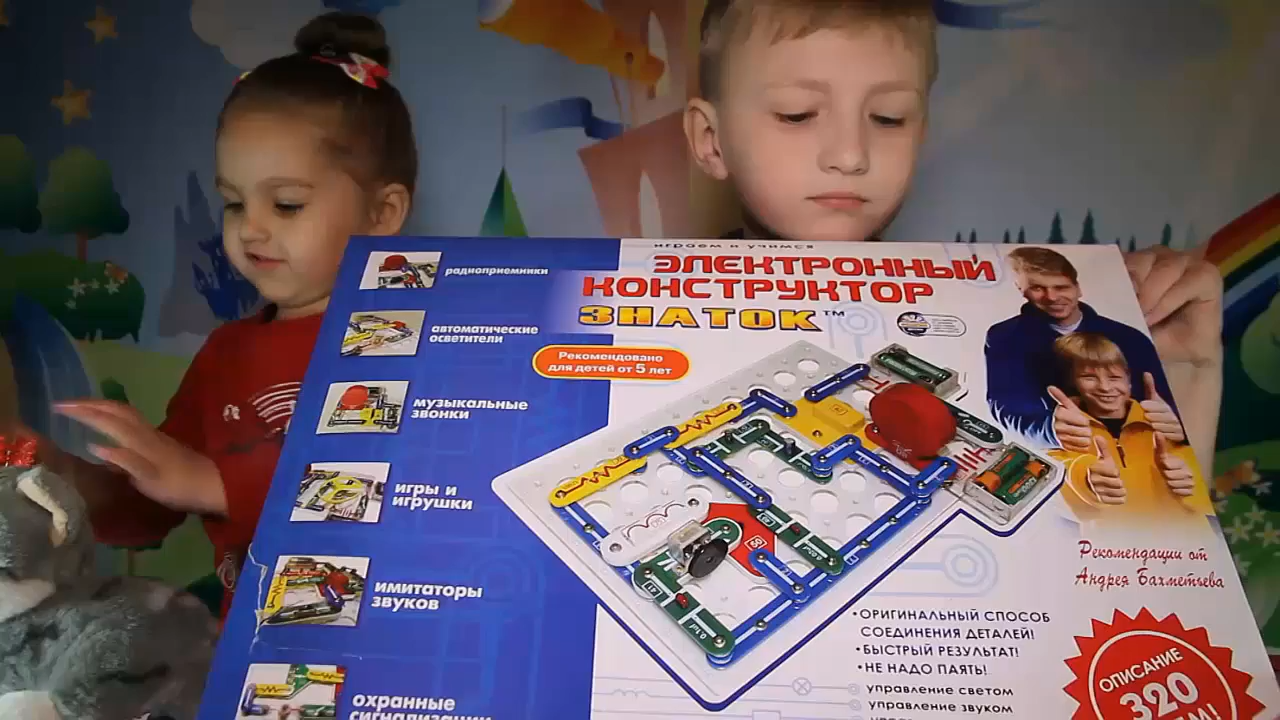 играем и учимся
ЭЛЕКТРОННЫЙ
КОНСТРУКТОР
ЗНАТОК™
Рекомендовано
для детей от 5 лет
радиоприемники
автоматические
осветители
музыкальные
звонки
игры и
игрушки
имитаторы
звуков
охранные
сигнализации
Рекомендации от
Андрея Бахметьева
• ОРИГИНАЛЬНЫЙ СПОСОБ
СОЕДИНЕНИЯ ДЕТАЛЕЙ!
• БЫСТРЫЙ РЕЗУЛЬТАТ!
• НЕ НАДО ПАЯТЬ!
управление светом
управление звуком
ОПИСАНИЕ
320